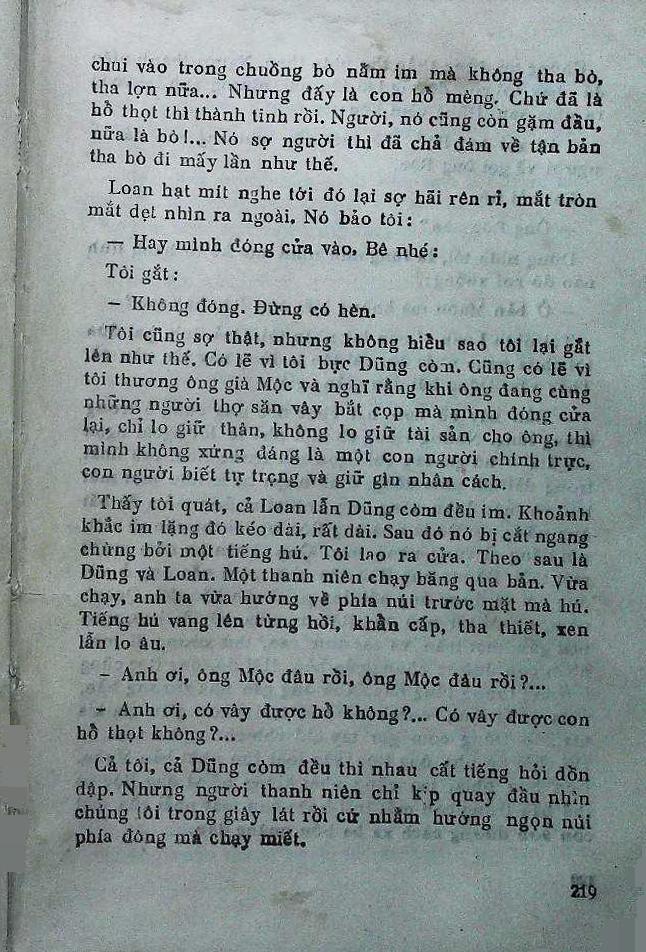 chui vào trong chuồng bò nằm im mà không tha bò,
tha lợn nữa... Nhưng đấy là con hổ mèng. Chứ đã là
hổ thọt thì thành tinh rồi. Người, nó cũng còn gặm đầu,
nữa là bò!... Nó sợ người thì đã chả dám về tận bản
tha bò đi mấy lần như thế.
Loan hạt mít nghe tới đó lại sợ hãi rên rỉ, mắt tròn
mắt dẹt nhìn ra ngoài. Nó bảo tôi:
— Hay mình đóng cửa vào, Bê nhé:
Tôi gắt:
— Không đóng. Đừng có hèn.
Tôi cũng sợ thật, nhưng không hiểu sao tôi lại gắt
lên như thế. Có lẽ vì tôi bực Dũng còm. Cũng có lẽ vì
tôi thương ông già Mộc và nghĩ rằng khi ông đang cùng
những người thợ săn vây bắt cọp mà mình đóng cửa
lại, chỉ lo giữ thân, không lo giữ tài sản cho ông, thì
mình không xứng đáng là một con người chính trực,
con người biết tự trọng và giữ gìn nhân cách.
Thấy tôi quát, cả Loan lẫn Dũng còm đều im. Khoảnh
khắc im lặng đó kéo dài, rất dài. Sau đó nó bị cắt ngang
chừng bởi một tiếng hú. Tôi lao ra cửa. Theo sau là
Dũng và Loan. Một thanh niên chạy băng qua bản. Vừa
chạy, anh ta vừa hướng về phía núi trước mặt mà hú.
Tiếng hú vang lên từng hồi, khẩn cấp, tha thiết, xen
lẫn lo âu.
— Anh ơi, ông Mộc đâu rồi, ông Mộc đâu rồi?...
— Anh ơi, có vây được hổ không?... Có vây được con
hổ thọt không?...
Cả tôi, cả Dũng còm đều thi nhau cất tiếng hỏi dồn
dập. Nhưng người thanh niên chỉ kịp quay đầu nhìn
chúng tôi trong giây lát rồi cứ nhằm hướng ngọn núi
phía đông mà chạy miết.
219